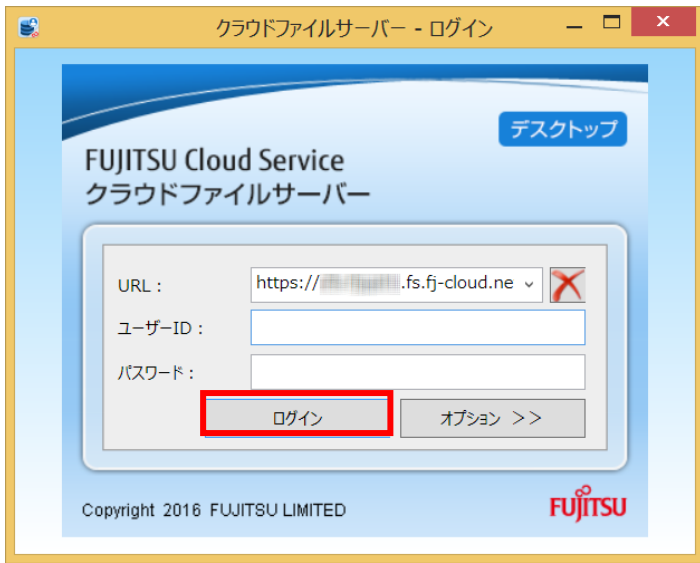 クラウドファイルサーバー - ログイン
デスクトップ
FUJITSU Cloud Service
クラウドファイルサーバー
URL : https:// .fs.fj-cloud.ne
ユーザーID :
パスワード :
ログイン オプション >>
Copyright 2016 FUJITSU LIMITED FUJITSU